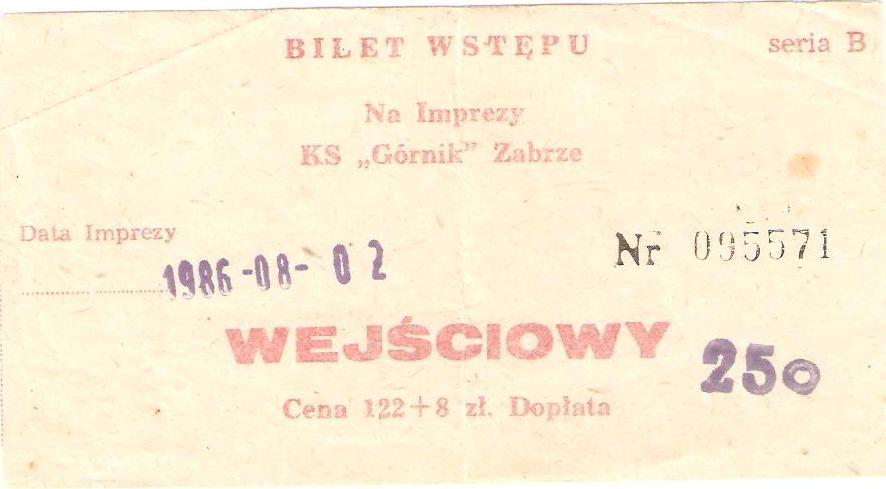 BILET WSTĘPU seria B
Na Imprezy
KS „Górnik” Zabrze
Data Imprezy
Nr 095571
1986-08-02
WEJŚCIOWY
250
Cena 122+8 zł. Dopłata